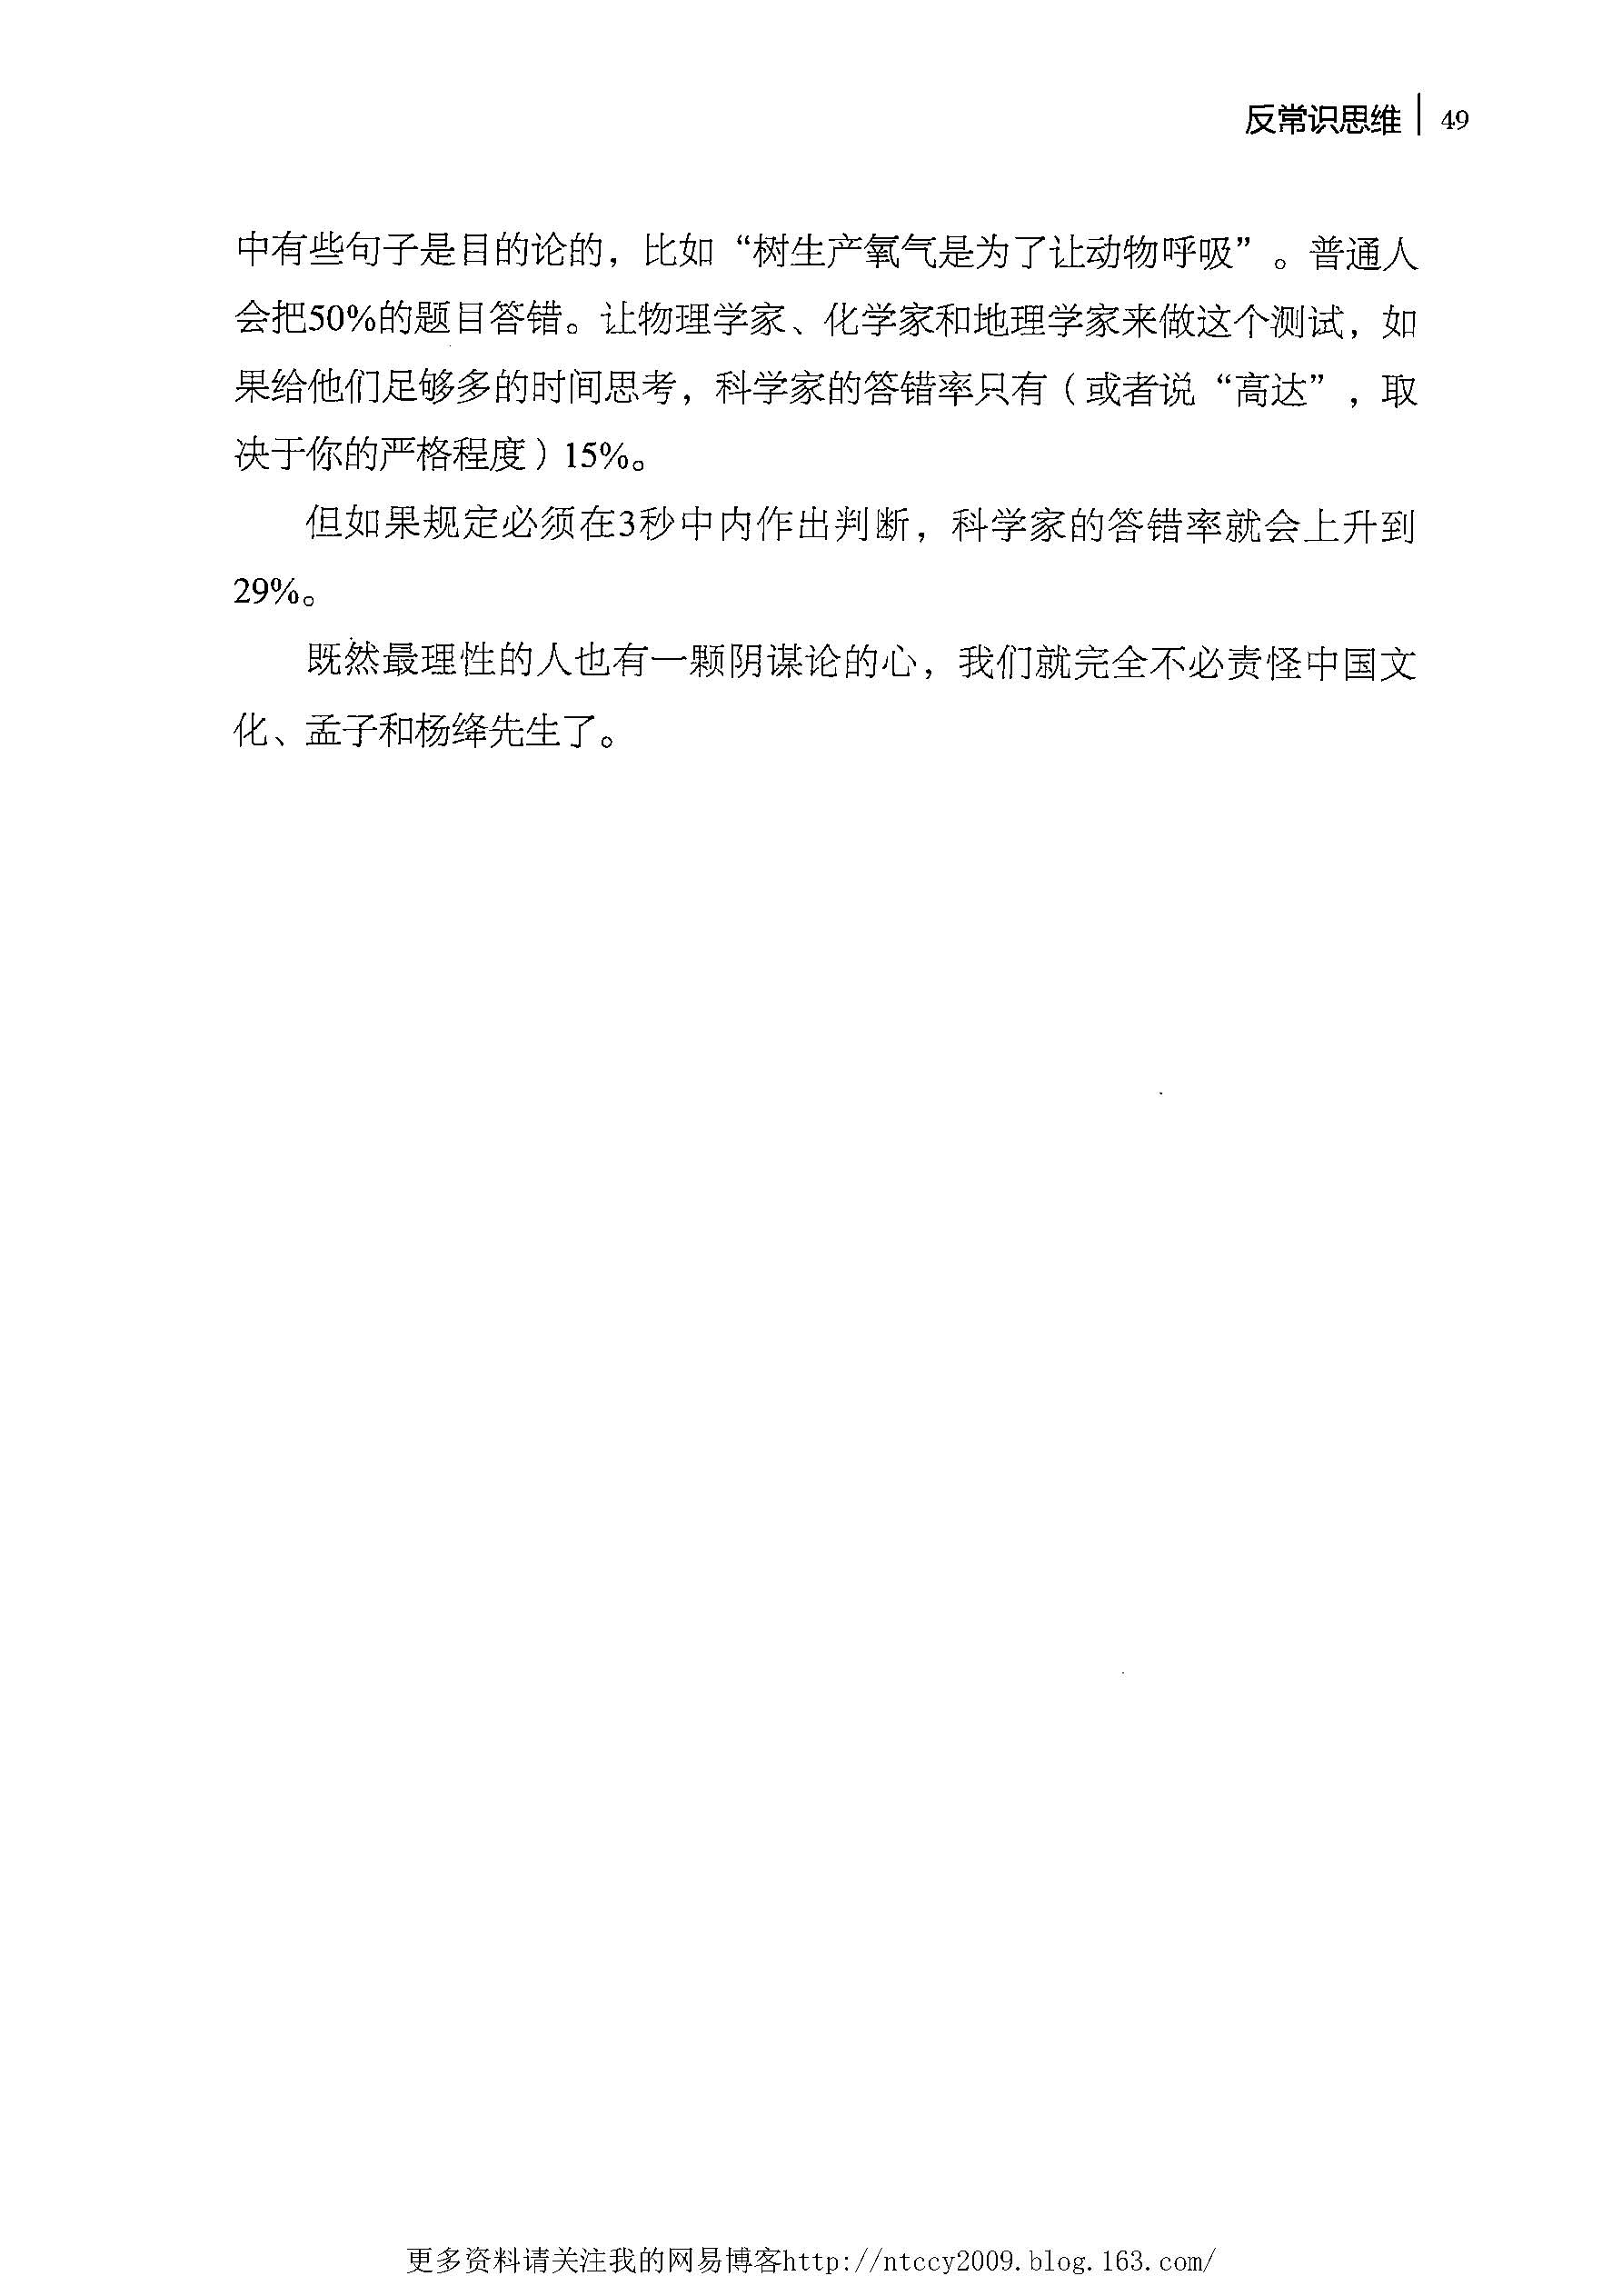 反常识思维 | 49
中有些句子是目的论的，比如“树生产氧气是为了让动物呼吸”。普通人
会把50%的题目答错。让物理学家、化学家和地理学家来做这个测试，如
果给他们足够多的时间思考，科学家的答错率只有（或者说“高达”，取
决于你的严格程度）15%。
但如果规定必须在3秒中内作出判断，科学家的答错率就会上升到
29%。
既然最理性的人也有一颗阴谋论的心，我们就完全不必责怪中国文
化、孟子和杨绛先生了。
更多资料请关注我的网易博客http://ntccy2009.blog.163.com/